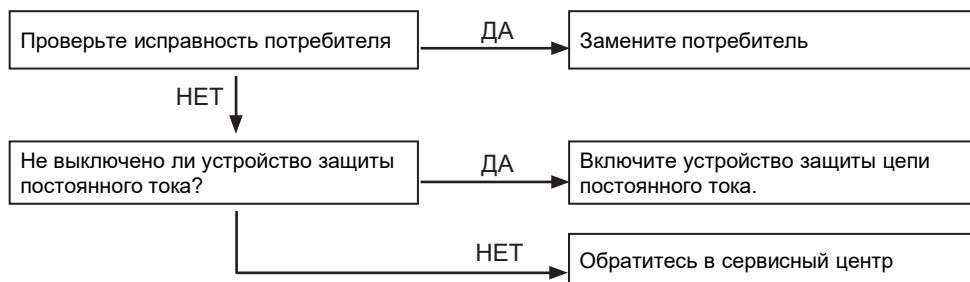 Проверьте исправность потребителя
ДА
Замените потребитель
НЕТ
Не выключено ли устройство защиты
постоянного тока?
ДА
Включите устройство защиты цепи
постоянного тока.
НЕТ
Обратитесь в сервисный центр